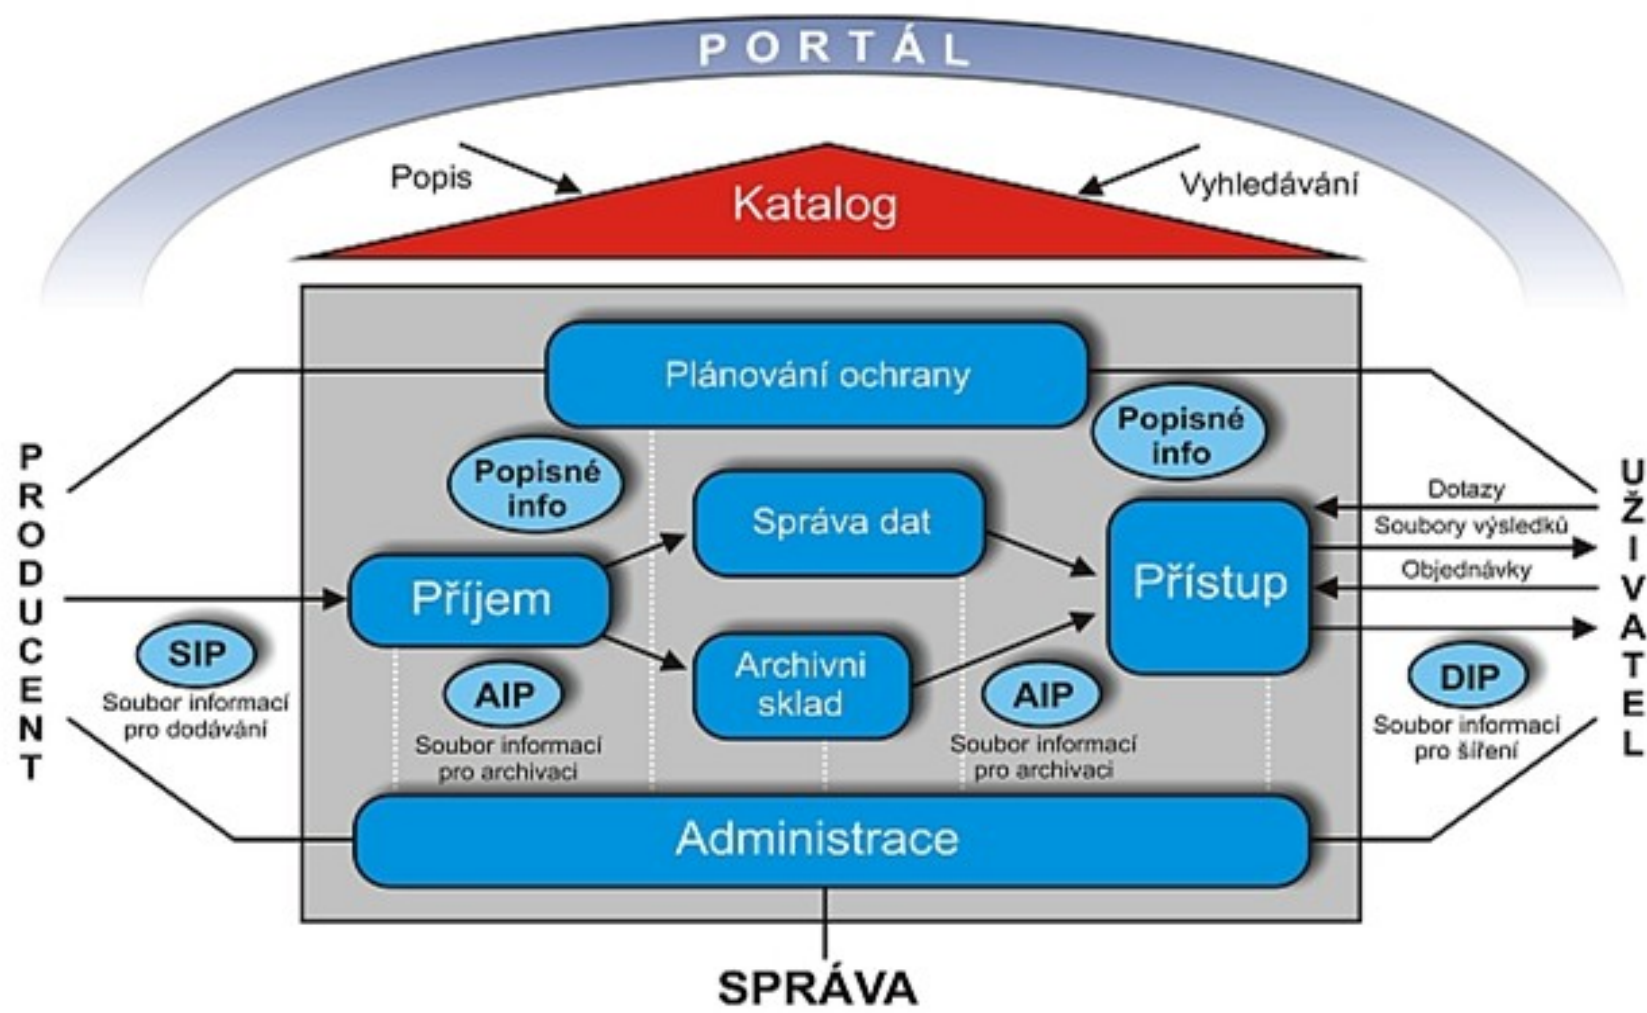 PORTÁL
Popis
Katalog
Vyhledávání
Plánování ochrany
Popisné
info
Popisné
info
PRODUCENT
UŽIVATEL
Správa dat
Dotazy
Soubory výsledků
Objednávky
Příjem
Přístup
SIP
Soubor informací
pro dodávání
AIP
Soubor informací
pro archivaci
Archivni
sklad
AIP
Soubor informací
pro archivaci
DIP
Soubor informací
pro šíření
Administrace
SPRÁVA